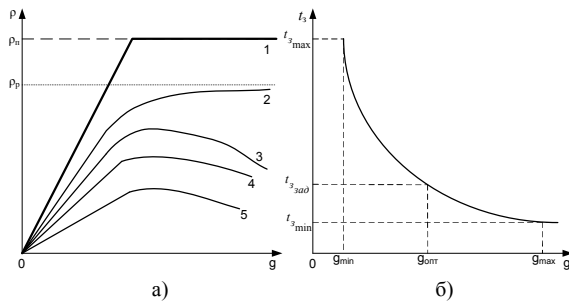 ρ
ρп
1
ρр
2
3
4
5
0
g
а)
tз
tз max
tз зад
tз min
0
gmin
gопт
gmax
g
б)